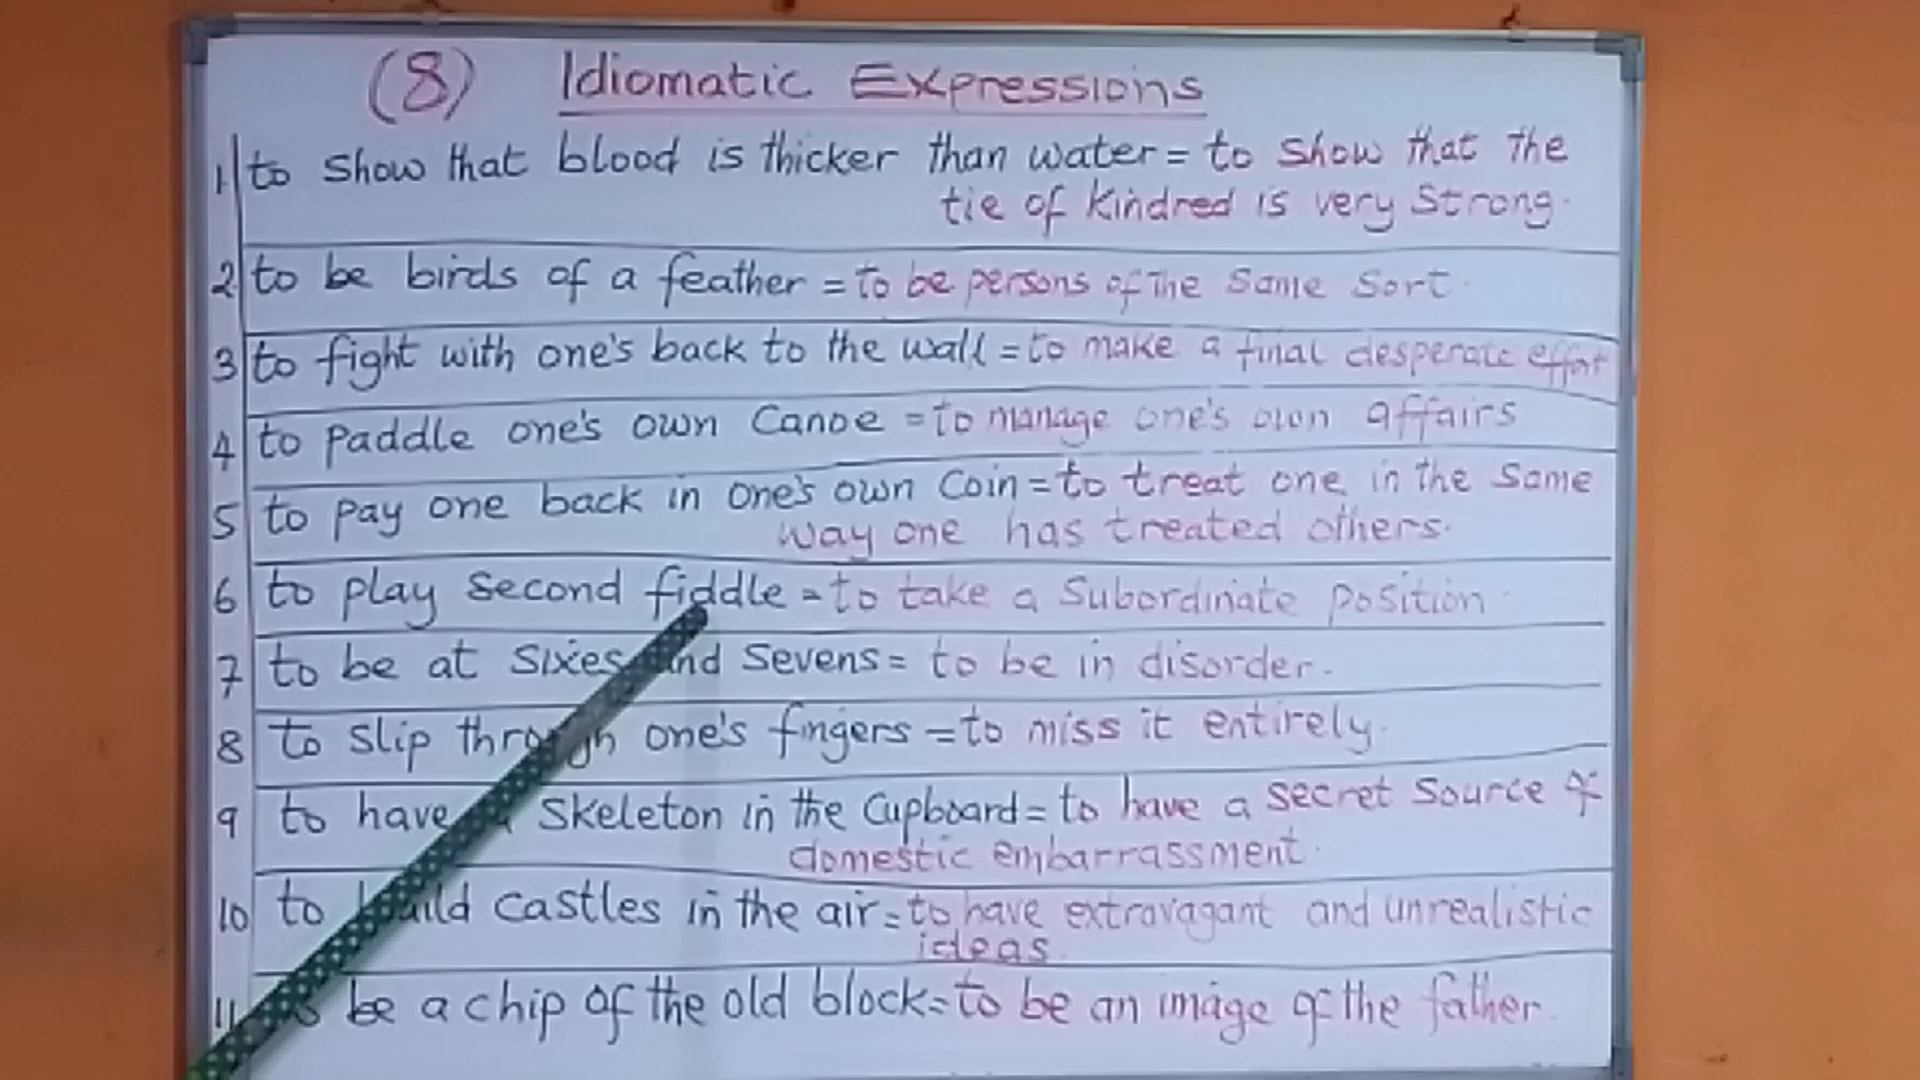 (8) Idiomatic Expressions
1 to show that blood is thicker than water = to show that the
tie of kindred is very strong.
2 to be birds of a feather = to be persons of the same sort.
3 to fight with one's back to the wall = to make a final desperate effort
4 to paddle one's own canoe = to manage one's own affairs
5 to pay one back in one's own coin = to treat one in the same
way one has treated others.
6 to play second fiddle = to take a subordinate position.
7 to be at sixes and sevens = to be in disorder.
8 to slip through one's fingers = to miss it entirely.
9 to have a skeleton in the cupboard = to have a secret source of
domestic embarrassment.
10 to build castles in the air = to have extravagant and unrealistic
ideas.
11 to be a chip of the old block = to be an image of the father.